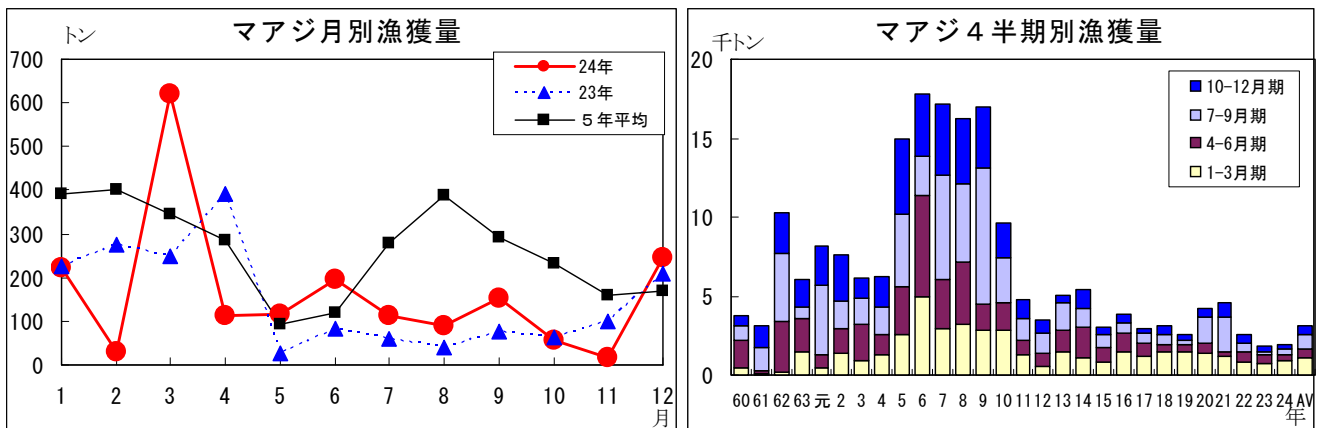 マアジ月別漁獲量
トン
700
600
500
400
300
200
100
0
24年
23年
５年平均
1 2 3 4 5 6 7 8 9 10 11 12
月
マアジ４半期別漁獲量
千トン
20
15
10
5
0
10-12月期
7-9月期
4-6月期
1-3月期
60 61 62 63 元 2 3 4 5 6 7 8 9 10 11 12 13 14 15 16 17 18 19 20 21 22 23 24 AV
年